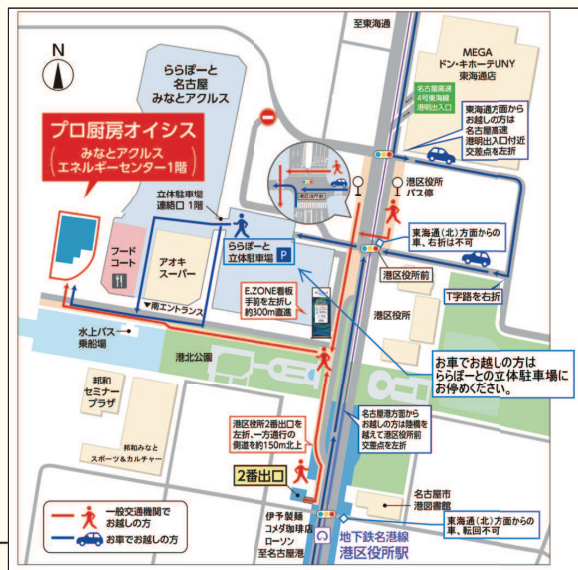 至東海通
N
MEGA
ドン・キホーテUNY
東海通店
ららぽーと
名古屋
みなとアクルス
名古屋高速
4号東海線
港明出入口
東海通方面から
お越しの方は
名古屋高速
港明出入口付近
交差点を左折
プロ厨房オイシス
みなとアクルス
エネルギーセンター1階
港区役所前
港区役所
バス停
立体駐車場
連絡口 1階
東海通(北)方面からの
車、右折は不可
ららぽーと
立体駐車場
P
フード
コート
アオキ
スーパー
港区役所前
E.ZONE看板
手前を左折し
約300m直進
T字路を右折
▼南エントランス
港区役所
水上バス
乗船場
港北公園
お車でお越しの方は
ららぽーとの立体駐車場に
お停めください。
邦和
セミナー
プラザ
港区役所2番出口を
左折、一方通行の
側道を約150m北上
名古屋港方面から
お越しの方は陸橋を
越えて港区役所前
交差点を左折
邦和みなと
スポーツ&カルチャー
2番出口
名古屋市
港図書館
一般交通機関で
お越しの方
お車でお越しの方
伊予製麺
コメダ珈琲店
ローソン
至名古屋港
地下鉄名港線
港区役所駅
東海通(北)方面からの
車、転回不可